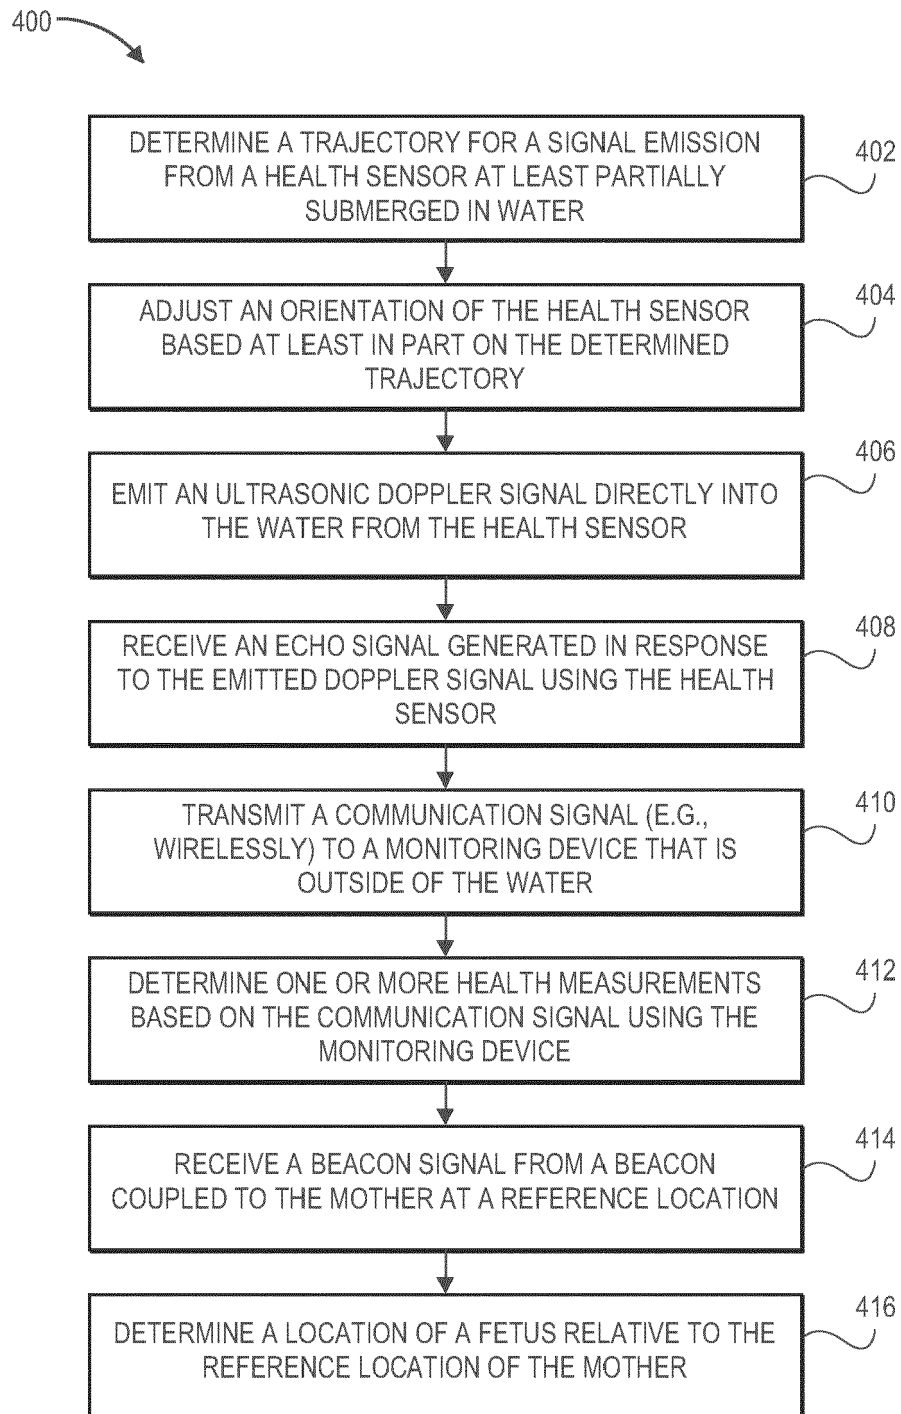 400
DETERMINE A TRAJECTORY FOR A SIGNAL EMISSION
FROM A HEALTH SENSOR AT LEAST PARTIALLY
SUBMERGED IN WATER
402
ADJUST AN ORIENTATION OF THE HEALTH SENSOR
BASED AT LEAST IN PART ON THE DETERMINED
TRAJECTORY
404
EMIT AN ULTRASONIC DOPPLER SIGNAL DIRECTLY INTO
THE WATER FROM THE HEALTH SENSOR
406
RECEIVE AN ECHO SIGNAL GENERATED IN RESPONSE
TO THE EMITTED DOPPLER SIGNAL USING THE HEALTH
SENSOR
408
TRANSMIT A COMMUNICATION SIGNAL (E.G.,
WIRELESSLY) TO A MONITORING DEVICE THAT IS
OUTSIDE OF THE WATER
410
DETERMINE ONE OR MORE HEALTH MEASUREMENTS
BASED ON THE COMMUNICATION SIGNAL USING THE
MONITORING DEVICE
412
RECEIVE A BEACON SIGNAL FROM A BEACON
COUPLED TO THE MOTHER AT A REFERENCE LOCATION
414
DETERMINE A LOCATION OF A FETUS RELATIVE TO THE
REFERENCE LOCATION OF THE MOTHER
416